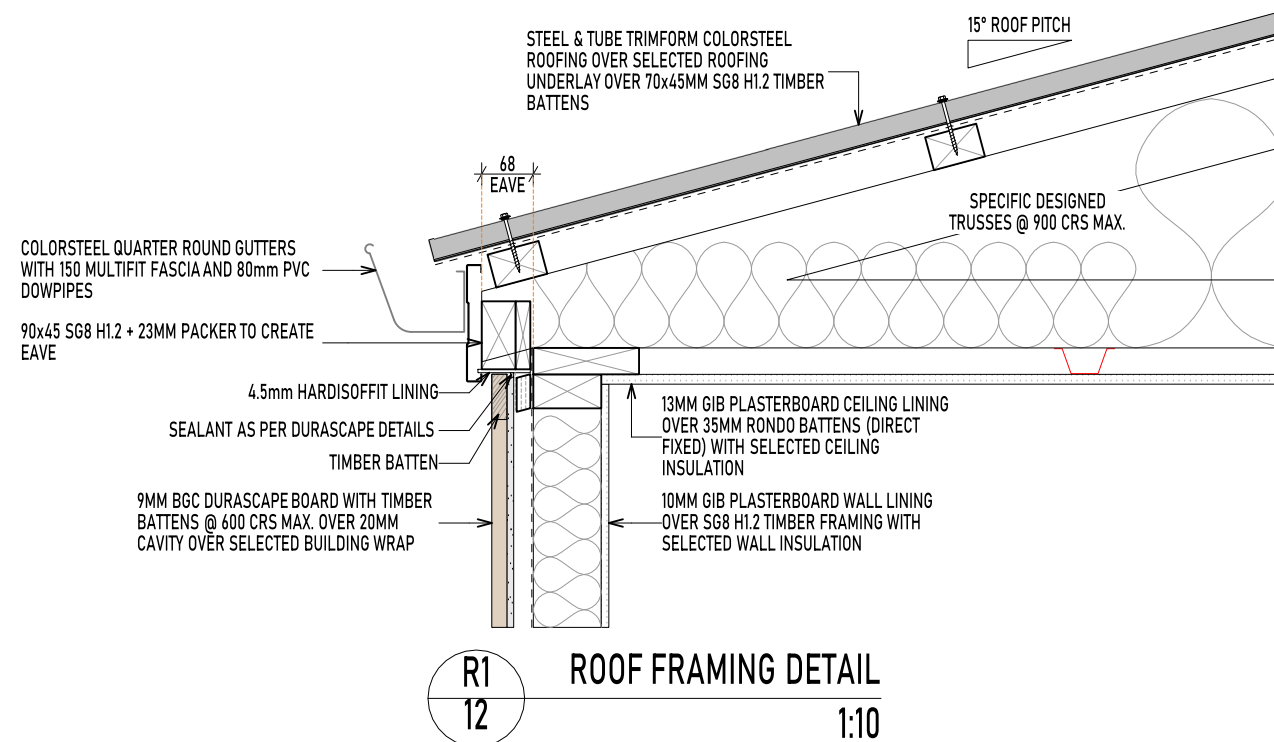 15° ROOF PITCH
STEEL & TUBE TRIMFORM COLORSTEEL
ROOFING OVER SELECTED ROOFING
UNDERLAY OVER 70x45MM SG8 H1.2 TIMBER
BATTENS
68
EAVE
SPECIFIC DESIGNED
TRUSSES @ 900 CRS MAX.
COLORSTEEL QUARTER ROUND GUTTERS
WITH 150 MULTIFIT FASCIA AND 80mm PVC
DOWPIPES
90x45 SG8 H1.2 + 23MM PACKER TO CREATE
EAVE
4.5mm HARDISOFFIT LINING
SEALANT AS PER DURASCAPE DETAILS
TIMBER BATTEN
9MM BGC DURASCAPE BOARD WITH TIMBER
BATTENS @ 600 CRS MAX. OVER 20MM
CAVITY OVER SELECTED BUILDING WRAP
13MM GIB PLASTERBOARD CEILING LINING
OVER 35MM RONDO BATTENS (DIRECT
FIXED) WITH SELECTED CEILING
INSULATION
10MM GIB PLASTERBOARD WALL LINING
OVER SG8 H1.2 TIMBER FRAMING WITH
SELECTED WALL INSULATION
R1
12
ROOF FRAMING DETAIL
1:10